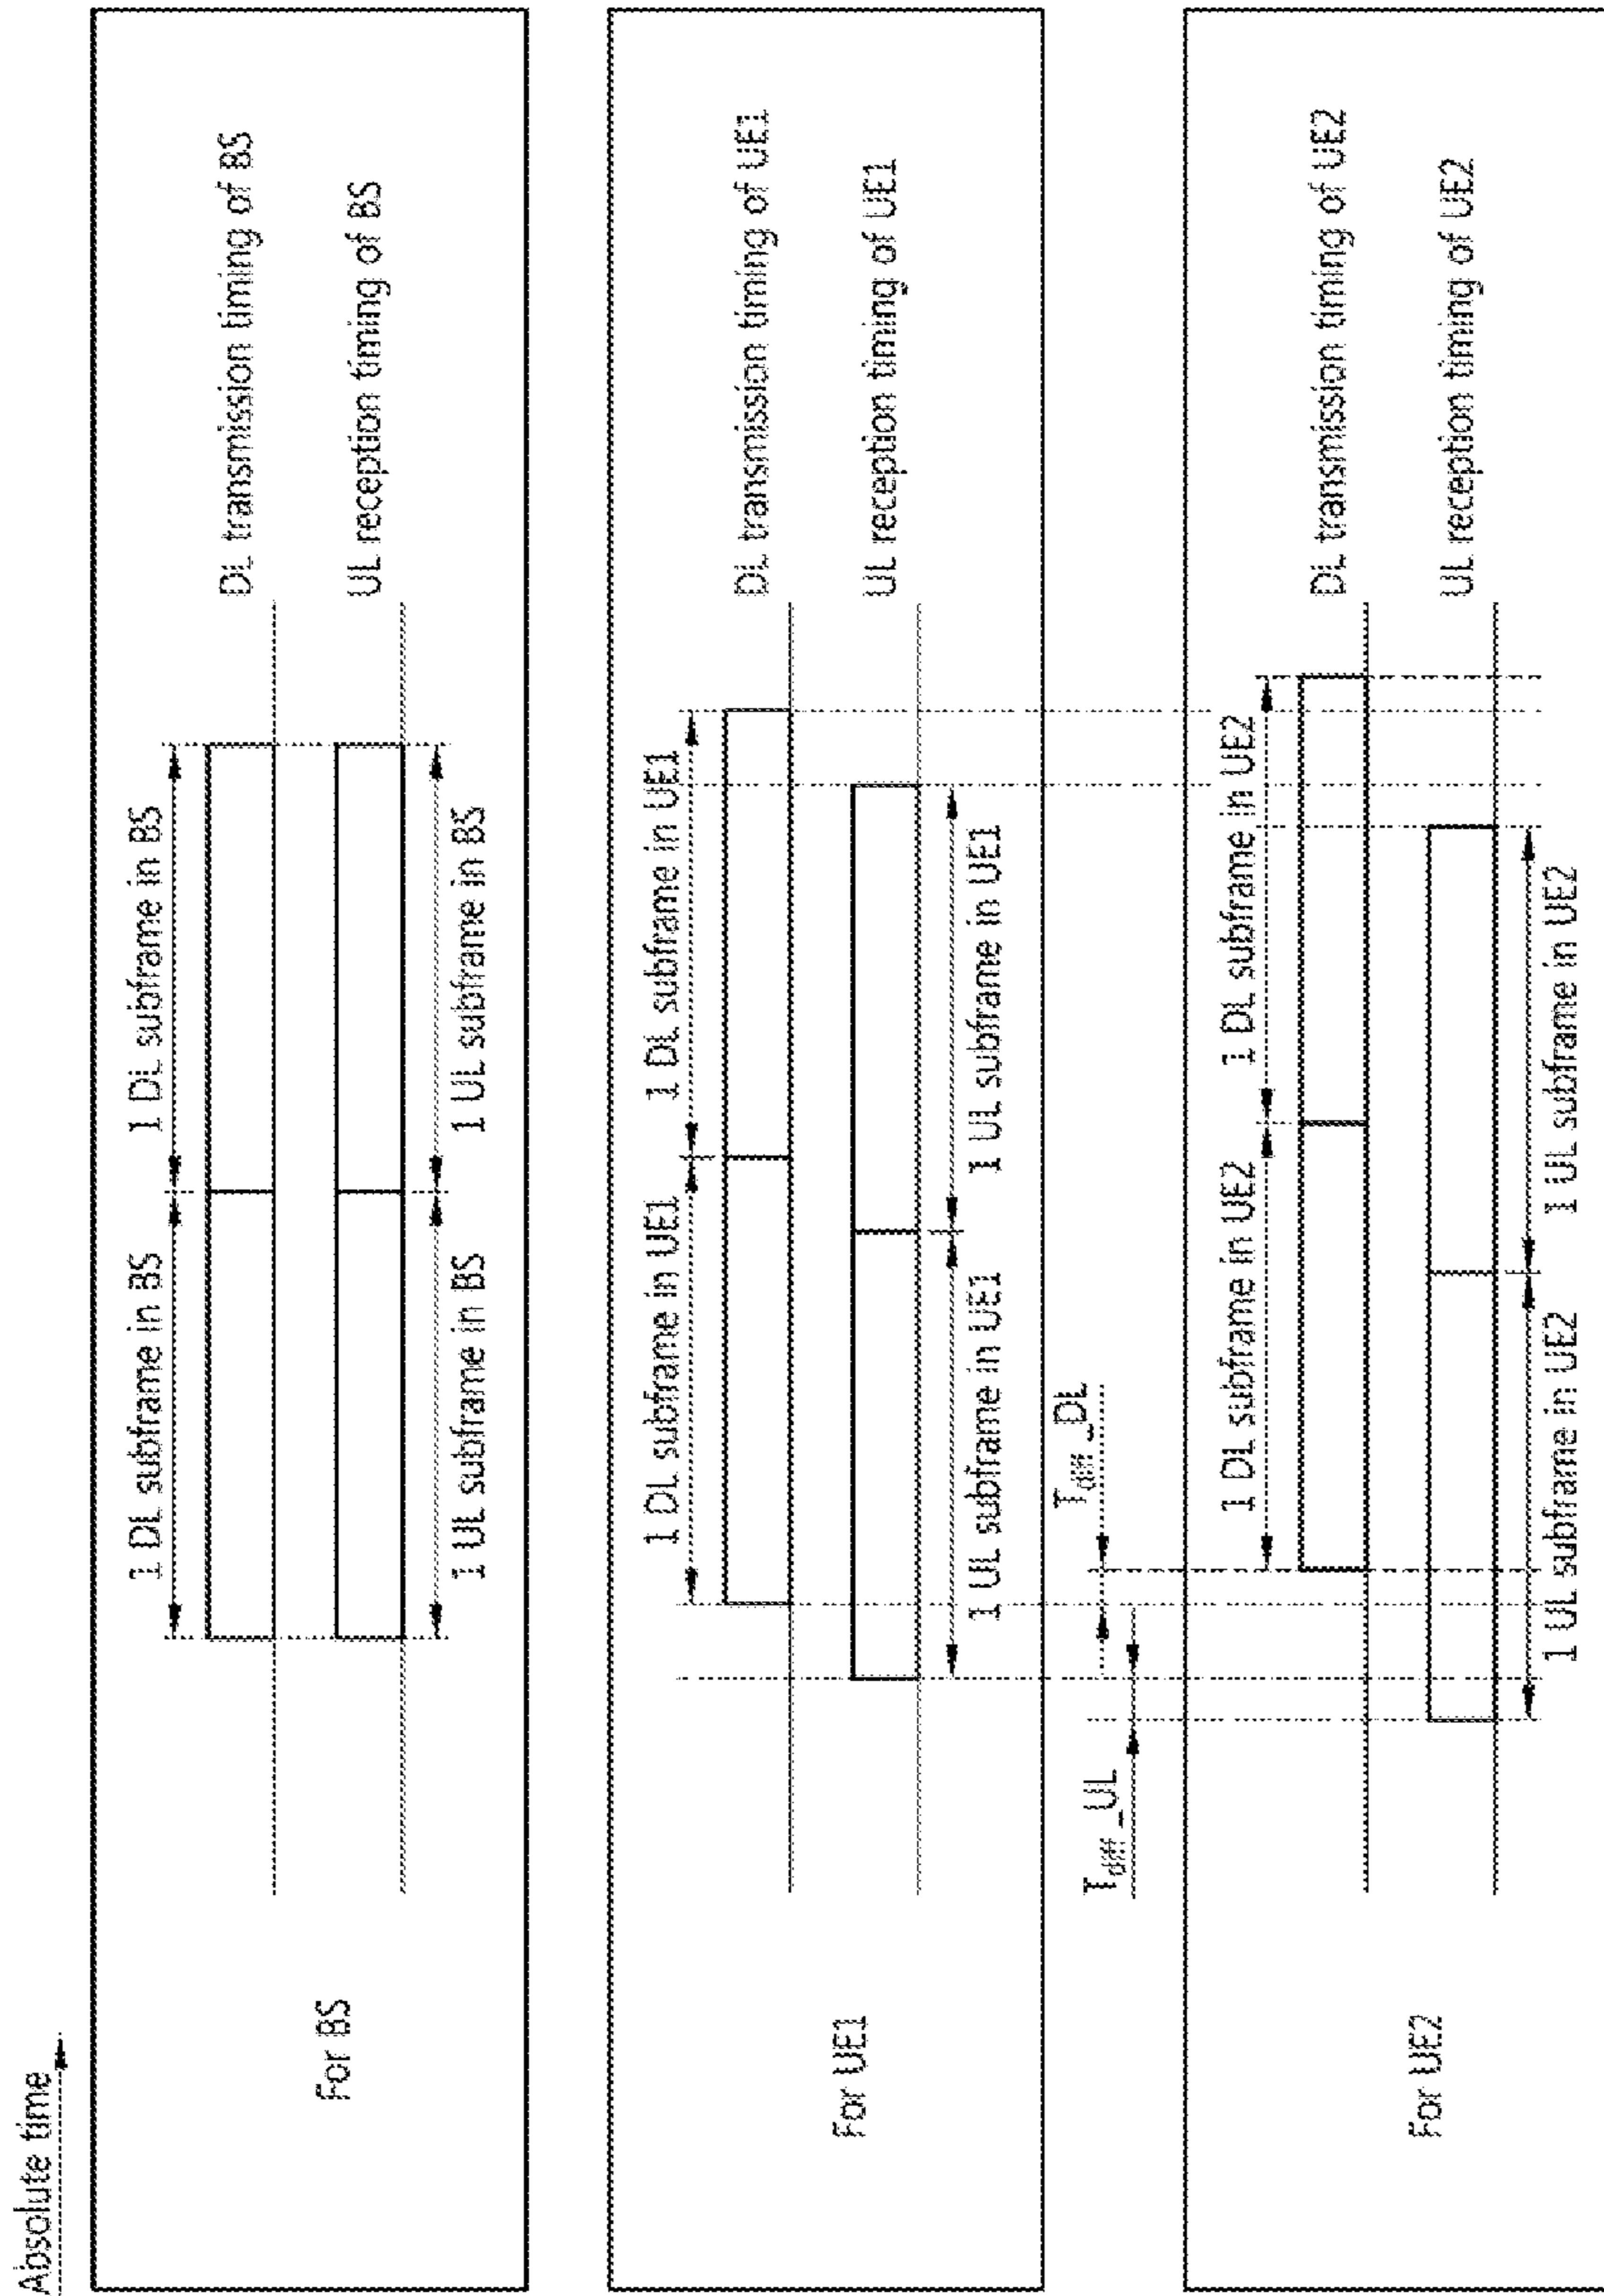 Absolute time
1 DL subframe in BS
1 DL subframe in BS
DL transmission timing of BS
For BS
UL reception timing of BS
1 UL subframe in BS
1 UL subframe in BS
1 DL subframe in UE1
1 DL subframe in UE1
DL transmission timing of UE1
For UE1
UL reception timing of UE1
1 UL subframe in UE1
1 UL subframe in UE1
Tdiff_DL
Tdiff_UL
1 DL subframe in UE2
1 DL subframe in UE2
DL transmission timing of UE2
For UE2
UL reception timing of UE2
1 UL subframe in UE2
1 UL subframe in UE2